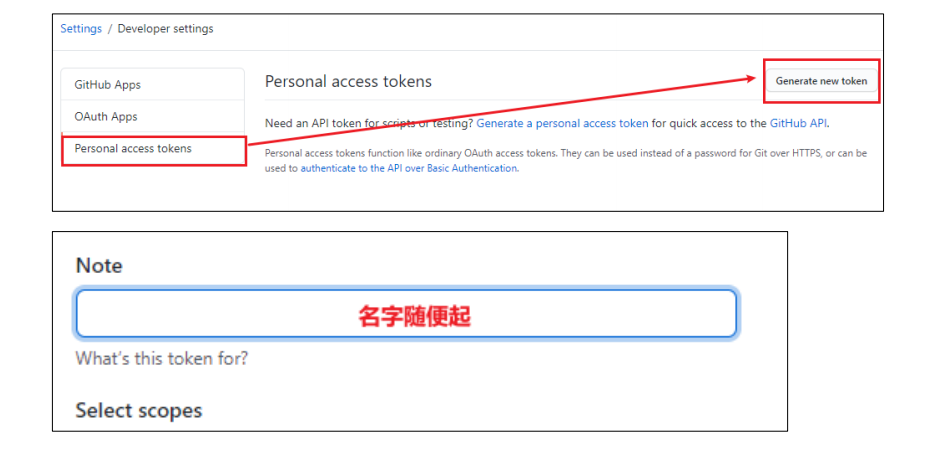 Settings / Developer settings
GitHub Apps
OAuth Apps
Personal access tokens
Personal access tokens
Generate new token
Need an API token for scripts or testing? Generate a personal access token for quick access to the GitHub API.
Personal access tokens function like ordinary OAuth access tokens. They can be used instead of a password for Git over HTTPS, or can be
used to authenticate to the API over Basic Authentication.
Note
名字随便起
What's this token for?
Select scopes